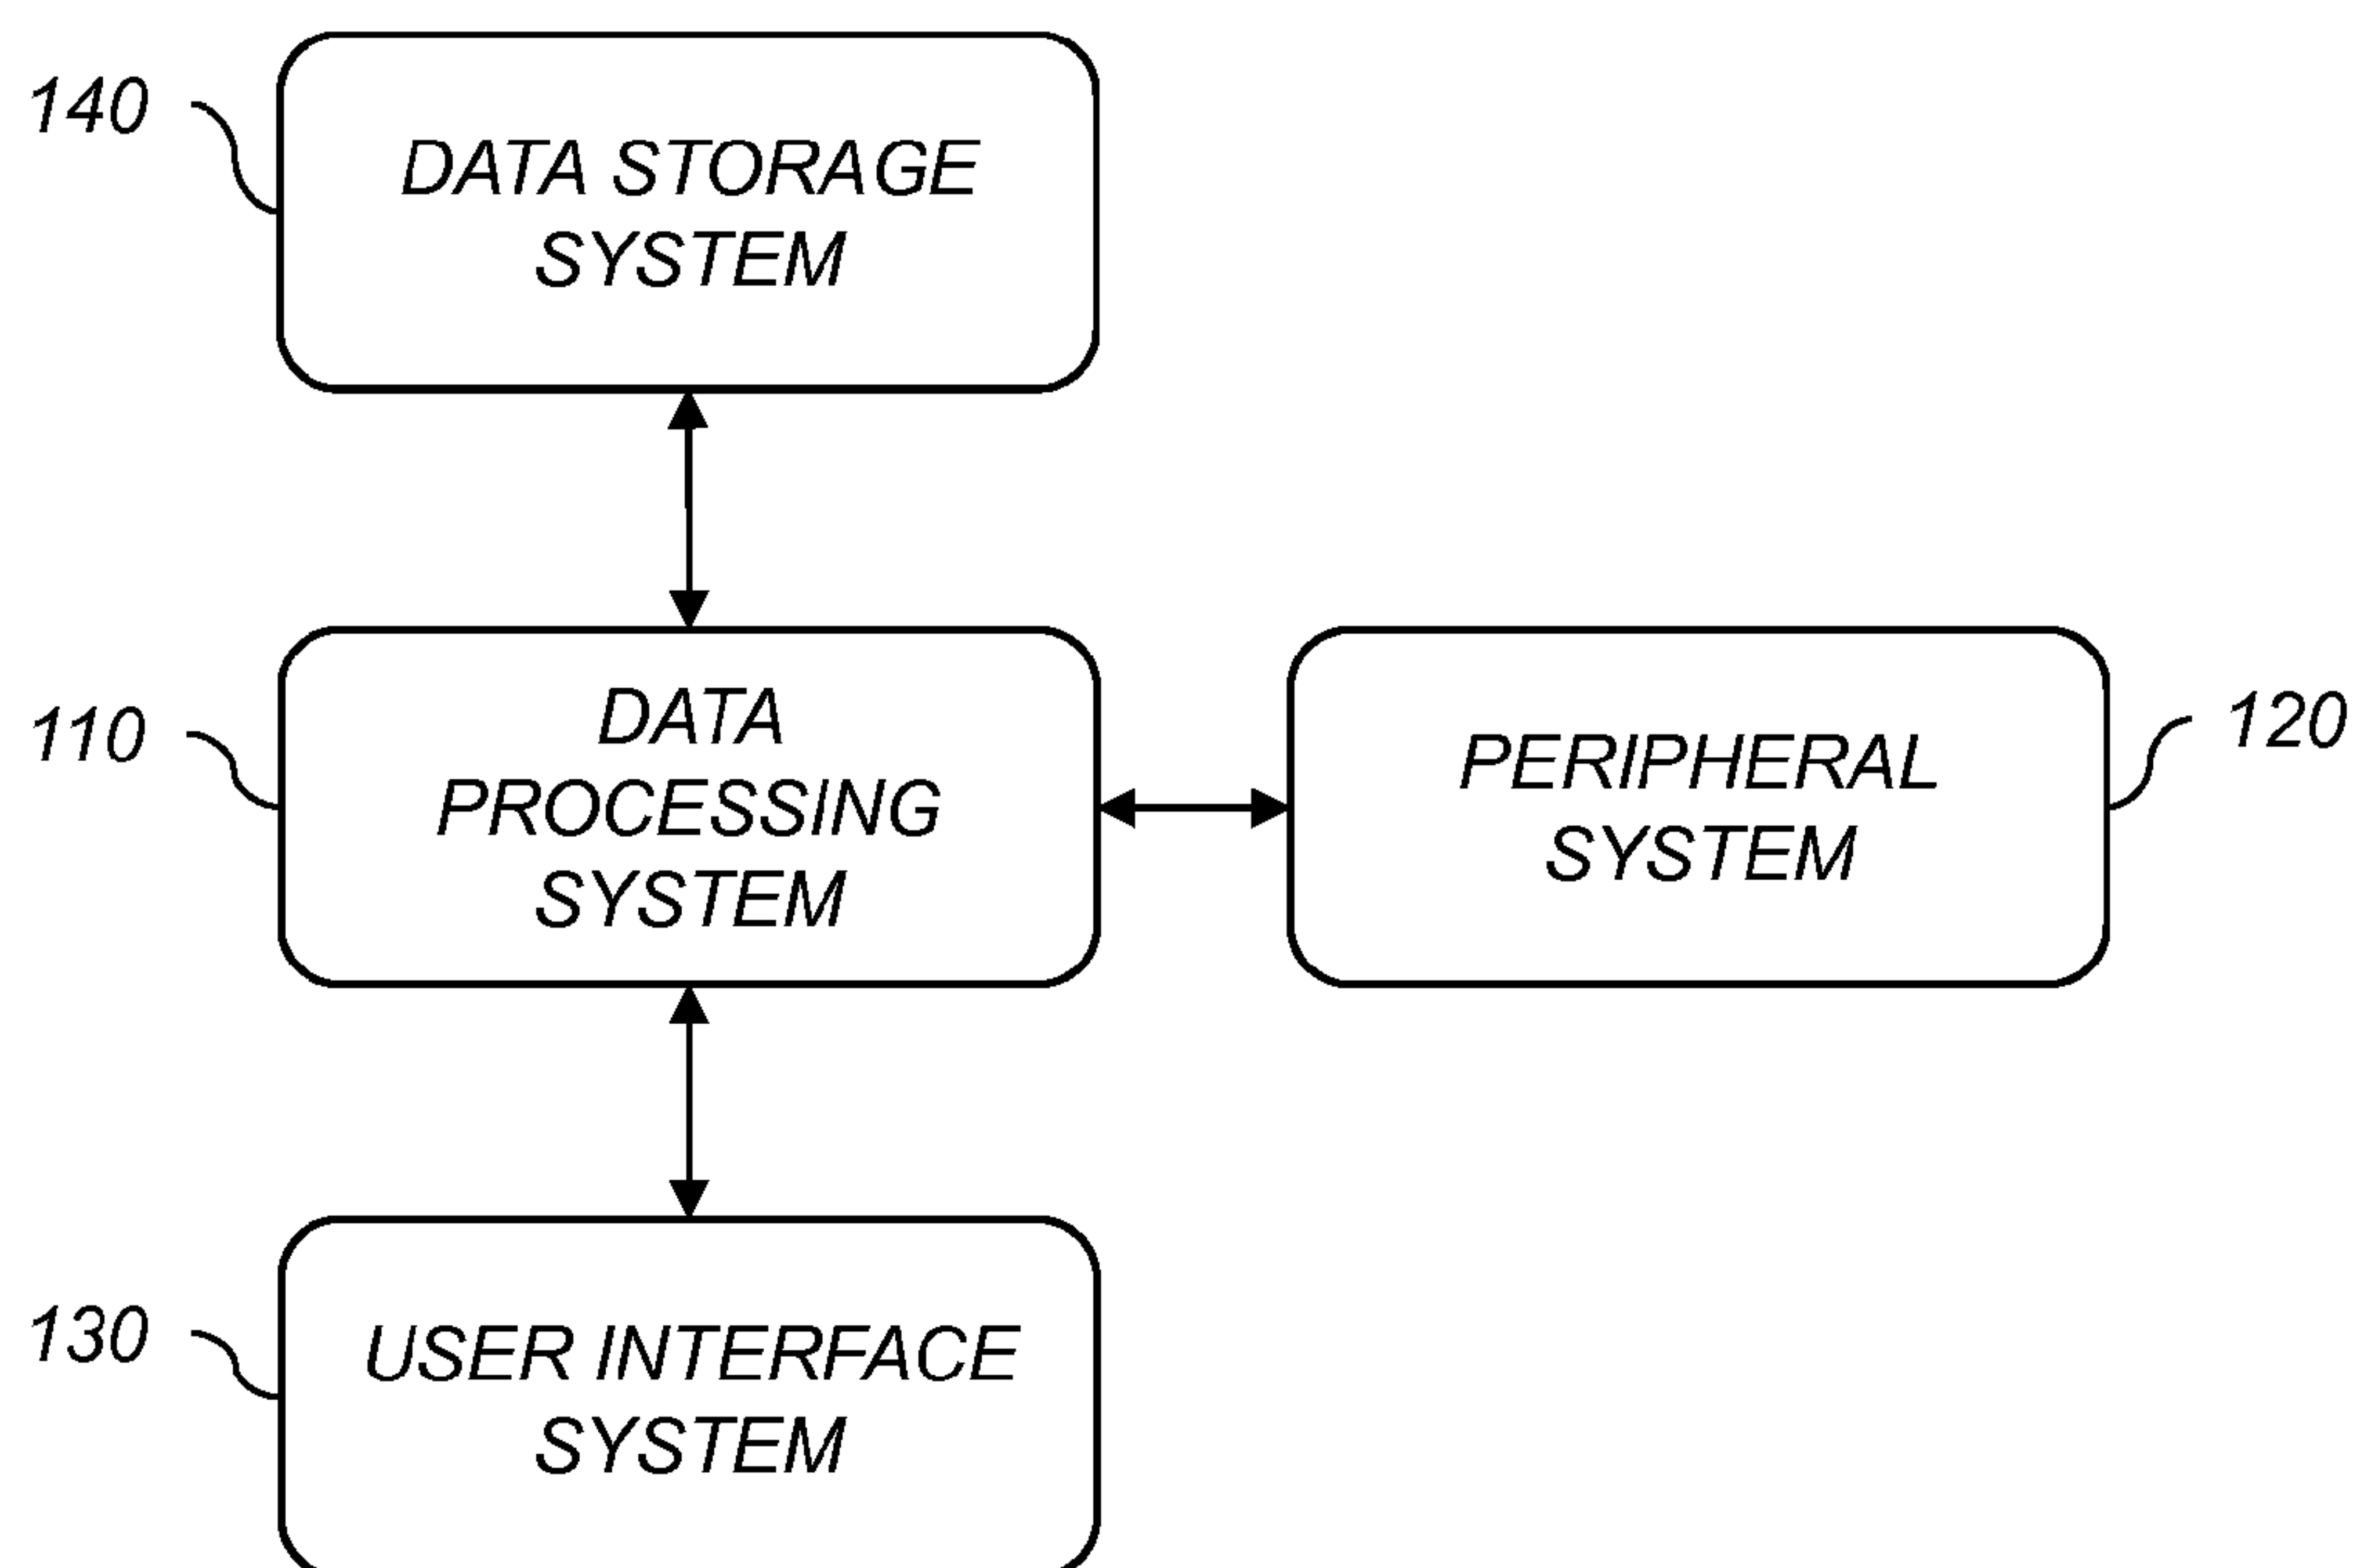 140
DATA STORAGE
SYSTEM
110
DATA
PROCESSING
SYSTEM
PERIPHERAL
SYSTEM
120
130
USER INTERFACE
SYSTEM